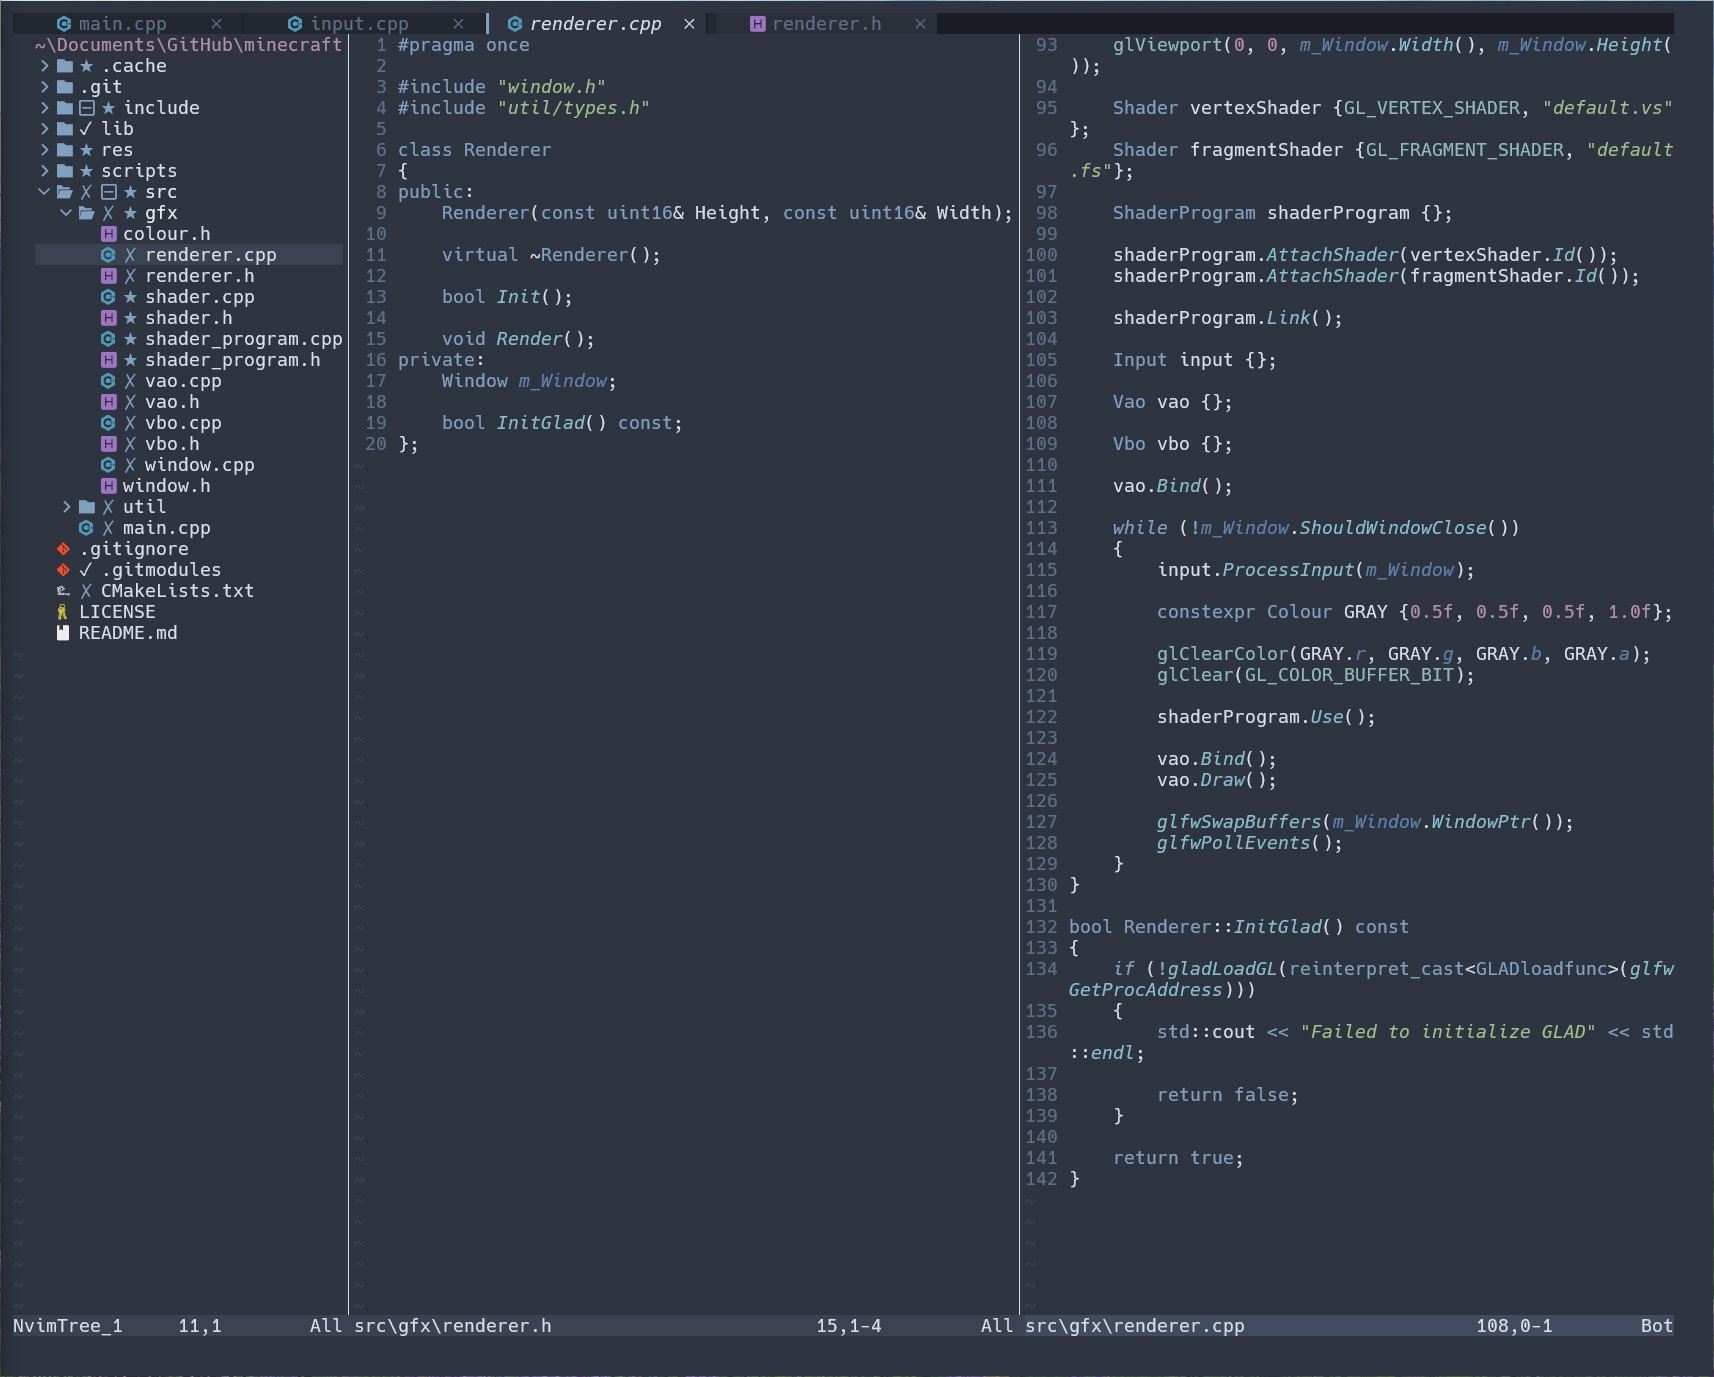 main.cpp × input.cpp × renderer.cpp × renderer.h ×
~\Documents\GitHub\minecraft
.cache
.git
include
✓ lib
res
scripts
src
gfx
colour.h
renderer.cpp
renderer.h
shader.cpp
shader.h
shader_program.cpp
shader_program.h
vao.cpp
vao.h
vbo.cpp
vbo.h
window.cpp
window.h
util
main.cpp
.gitignore
✓ .gitmodules
CMakeLists.txt
LICENSE
README.md
NvimTree_1 11,1 All
1 #pragma once
2
3 #include "window.h"
4 #include "util/types.h"
5
6 class Renderer
7 {
8 public:
9     Renderer(const uint16& Height, const uint16& Width);
10
11     virtual ~Renderer();
12
13     bool Init();
14
15     void Render();
16 private:
17     Window m_Window;
18
19     bool InitGlad() const;
20 };
src\gfx\renderer.h 15,1-4 All
93     glViewport(0, 0, m_Window.Width(), m_Window.Height(
));
94
95     Shader vertexShader {GL_VERTEX_SHADER, "default.vs"
};
96     Shader fragmentShader {GL_FRAGMENT_SHADER, "default
.fs"};
97
98     ShaderProgram shaderProgram {};
99
100     shaderProgram.AttachShader(vertexShader.Id());
101     shaderProgram.AttachShader(fragmentShader.Id());
102
103     shaderProgram.Link();
104
105     Input input {};
106
107     Vao vao {};
108
109     Vbo vbo {};
110
111     vao.Bind();
112
113     while (!m_Window.ShouldWindowClose())
114     {
115         input.ProcessInput(m_Window);
116
117         constexpr Colour GRAY {0.5f, 0.5f, 0.5f, 1.0f};
118
119         glClearColor(GRAY.r, GRAY.g, GRAY.b, GRAY.a);
120         glClear(GL_COLOR_BUFFER_BIT);
121
122         shaderProgram.Use();
123
124         vao.Bind();
125         vao.Draw();
126
127         glfwSwapBuffers(m_Window.WindowPtr());
128         glfwPollEvents();
129     }
130 }
131
132 bool Renderer::InitGlad() const
133 {
134     if (!gladLoadGL(reinterpret_cast<GLADloadfunc>(glfw
GetProcAddress)))
135     {
136         std::cout << "Failed to initialize GLAD" << std
::endl;
137
138         return false;
139     }
140
141     return true;
142 }
src\gfx\renderer.cpp 108,0-1 Bot